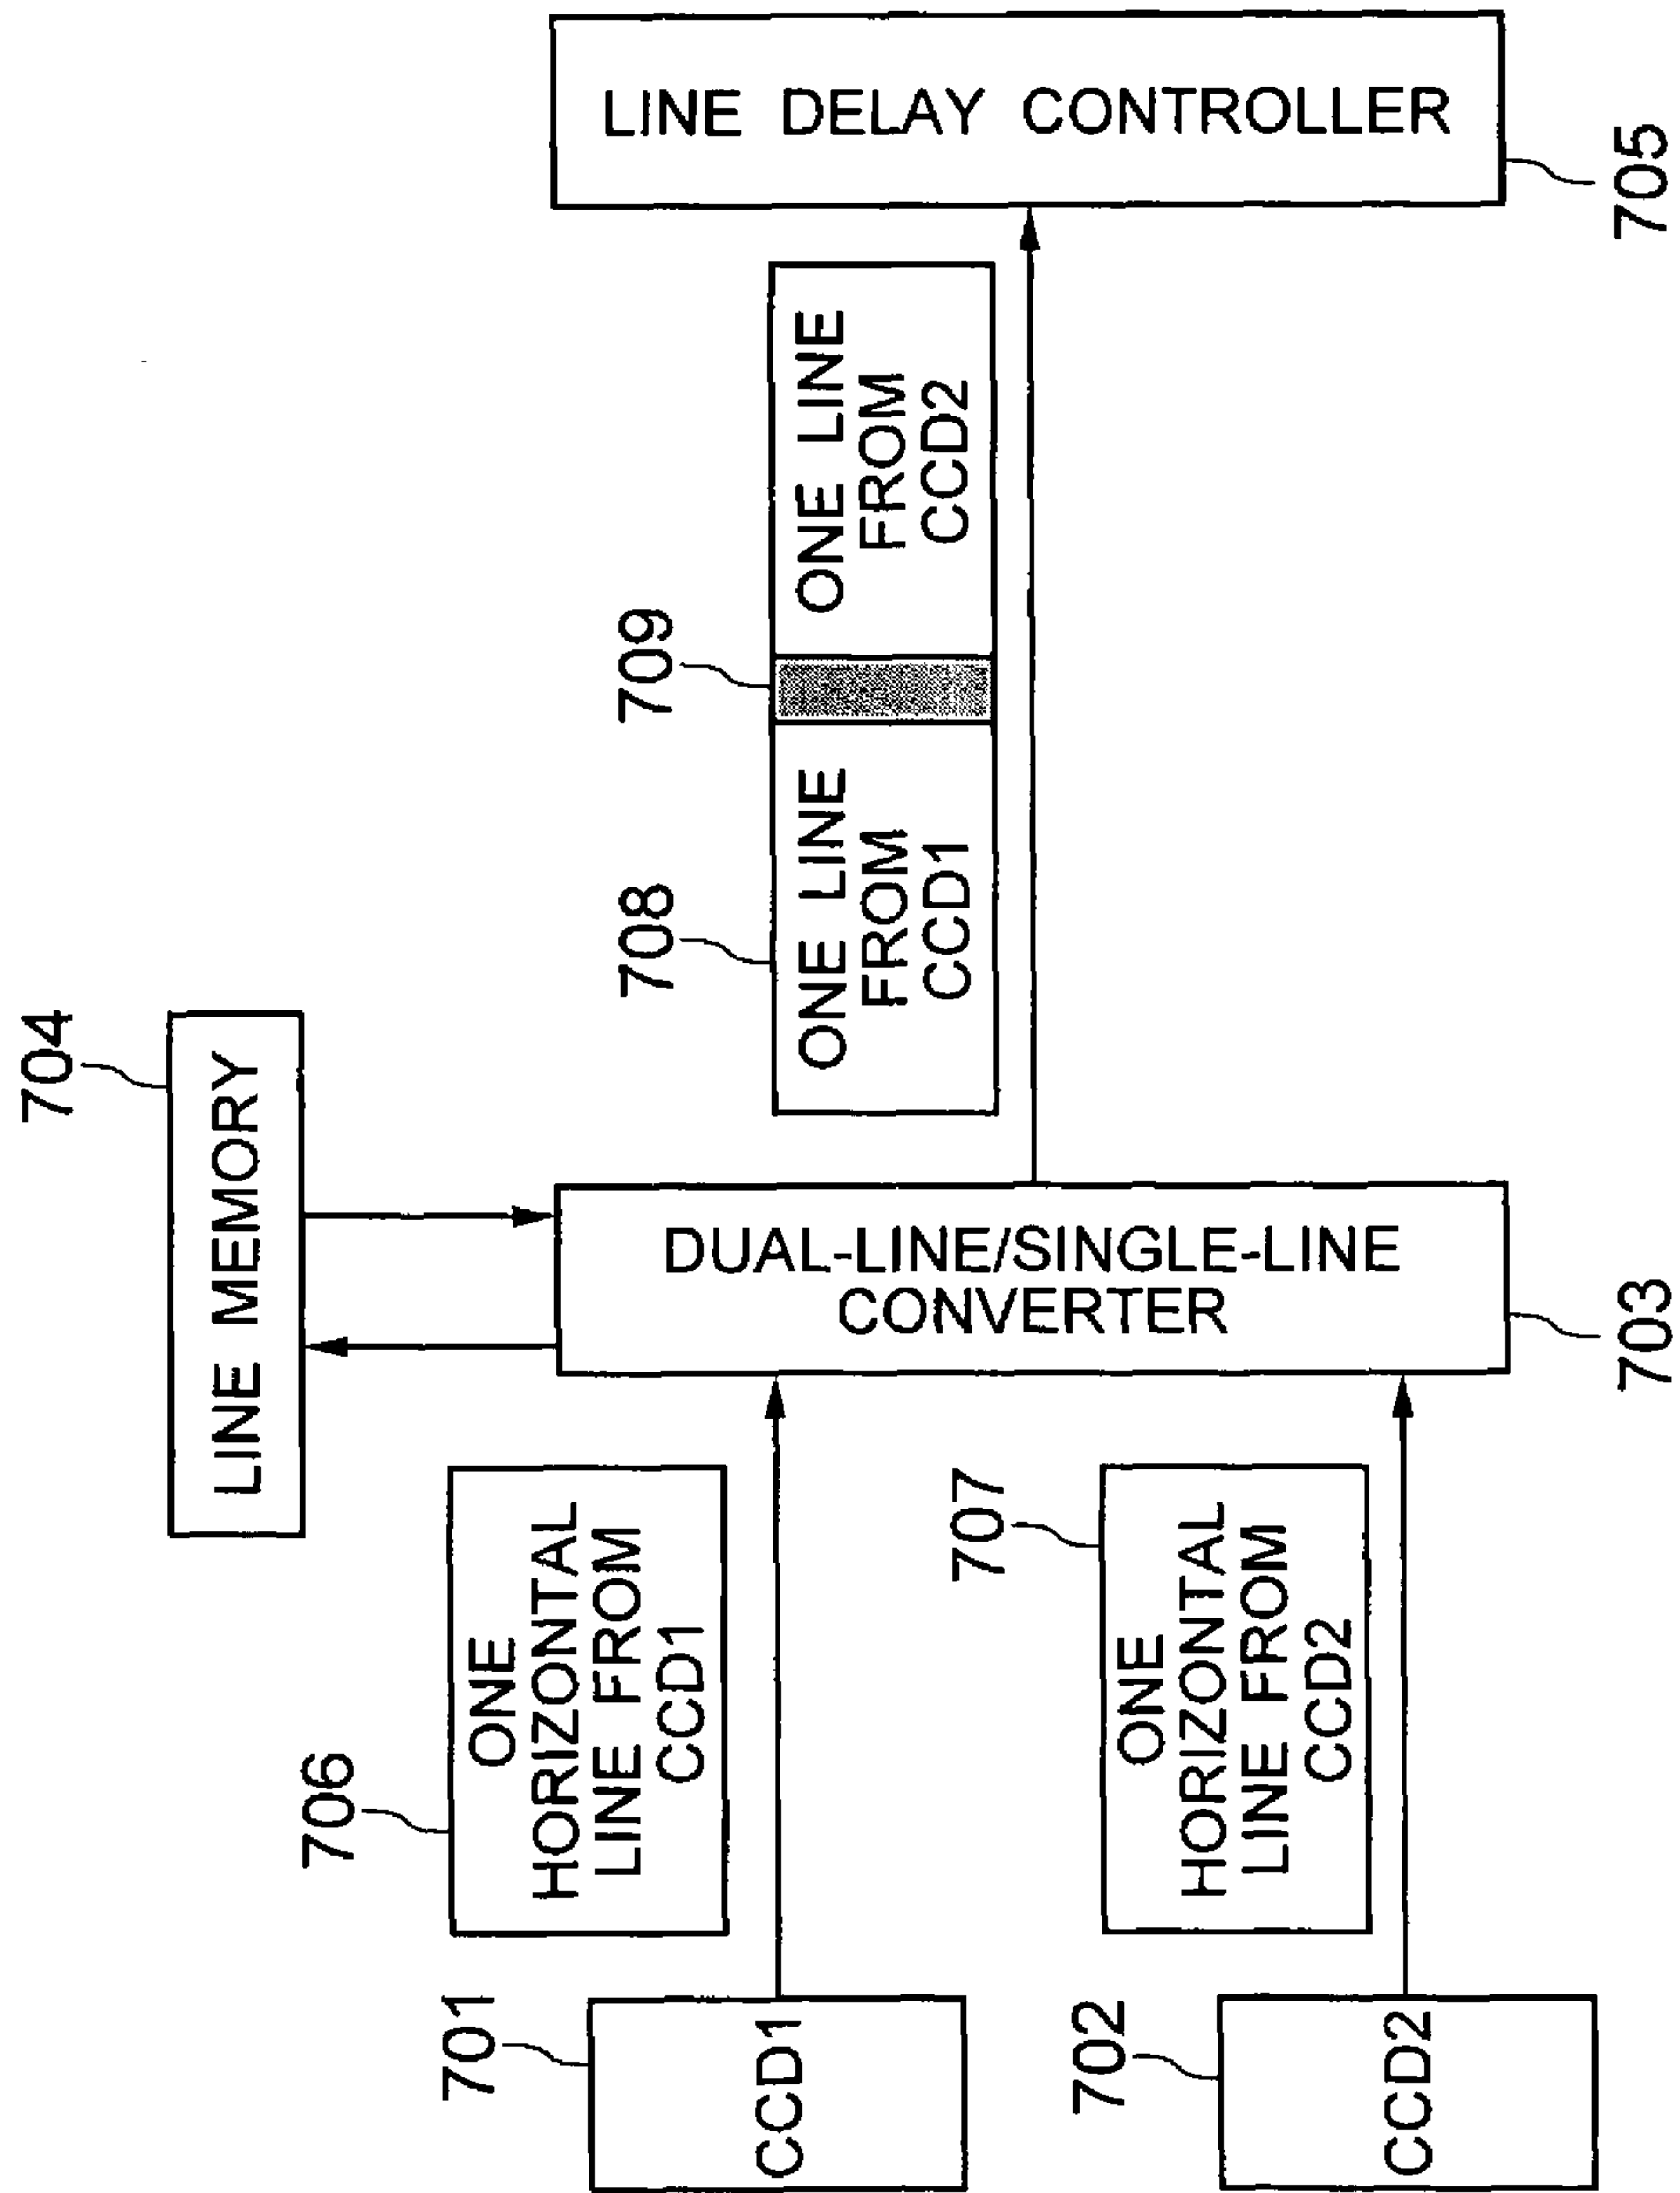 704
LINE MEMORY
706
ONE
HORIZONTAL
LINE FROM
CCD1
708
709
ONE LINE
FROM
CCD1
ONE LINE
FROM
CCD2
701
CCD1
DUAL-LINE/SINGLE-LINE
CONVERTER
LINE DELAY CONTROLLER
707
ONE
HORIZONTAL
LINE FROM
CCD2
702
CCD2
703
705